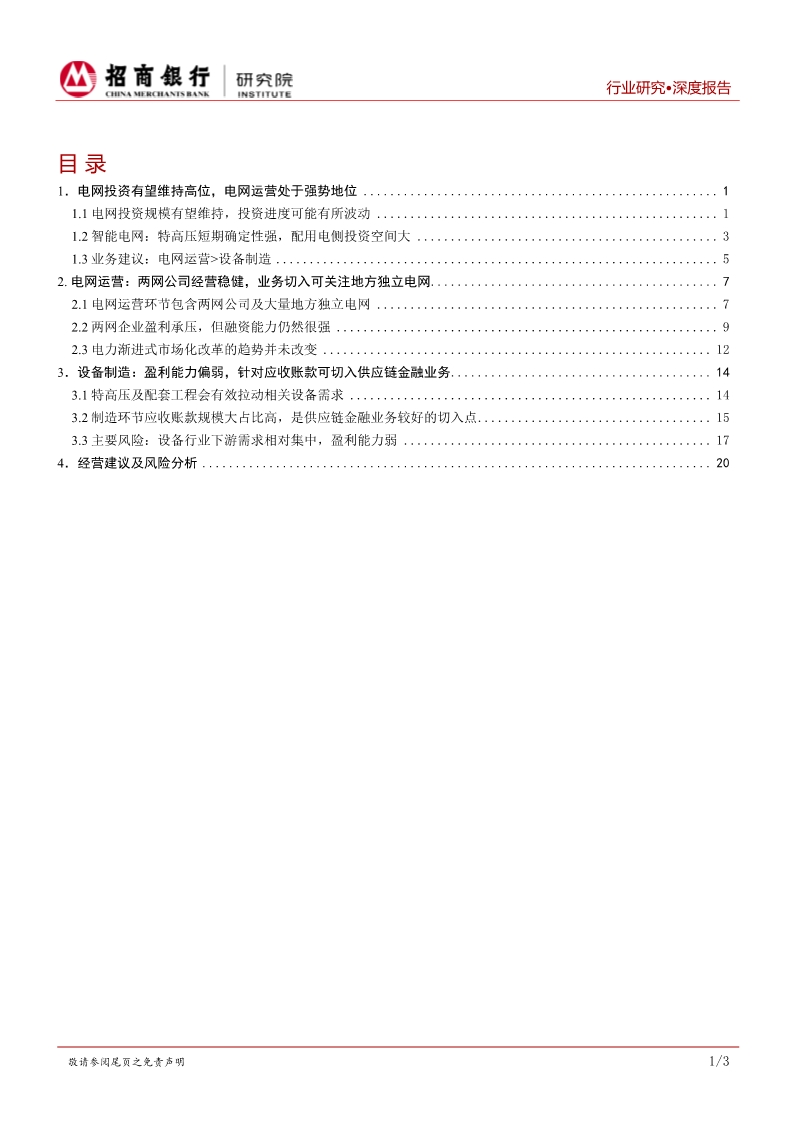 招商银行 研究院
CHINA MERCHANTS BANK INSTITUTE
行业研究•深度报告
目 录
1．电网投资有望维持高位，电网运营处于强势地位 ..................................................... 1
1.1 电网投资规模有望维持，投资进度可能有所波动 ................................................... 1
1.2 智能电网：特高压短期确定性强，配用电侧投资空间大 ............................................. 3
1.3 业务建议：电网运营>设备制造 .................................................................. 5
2. 电网运营：两网公司经营稳健，业务切入可关注地方独立电网........................................... 7
2.1 电网运营环节包含两网公司及大量地方独立电网 ................................................... 7
2.2 两网企业盈利承压，但融资能力仍然很强 ......................................................... 9
2.3 电力渐进式市场化改革的趋势并未改变 .......................................................... 12
3．设备制造：盈利能力偏弱，针对应收账款可切入供应链金融业务....................................... 14
3.1 特高压及配套工程会有效拉动相关设备需求 ...................................................... 14
3.2 制造环节应收账款规模大占比高，是供应链金融业务较好的切入点................................... 15
3.3 主要风险：设备行业下游需求相对集中，盈利能力弱 .............................................. 17
4．经营建议及风险分析 ............................................................................ 20
敬请参阅尾页之免责声明
1/3